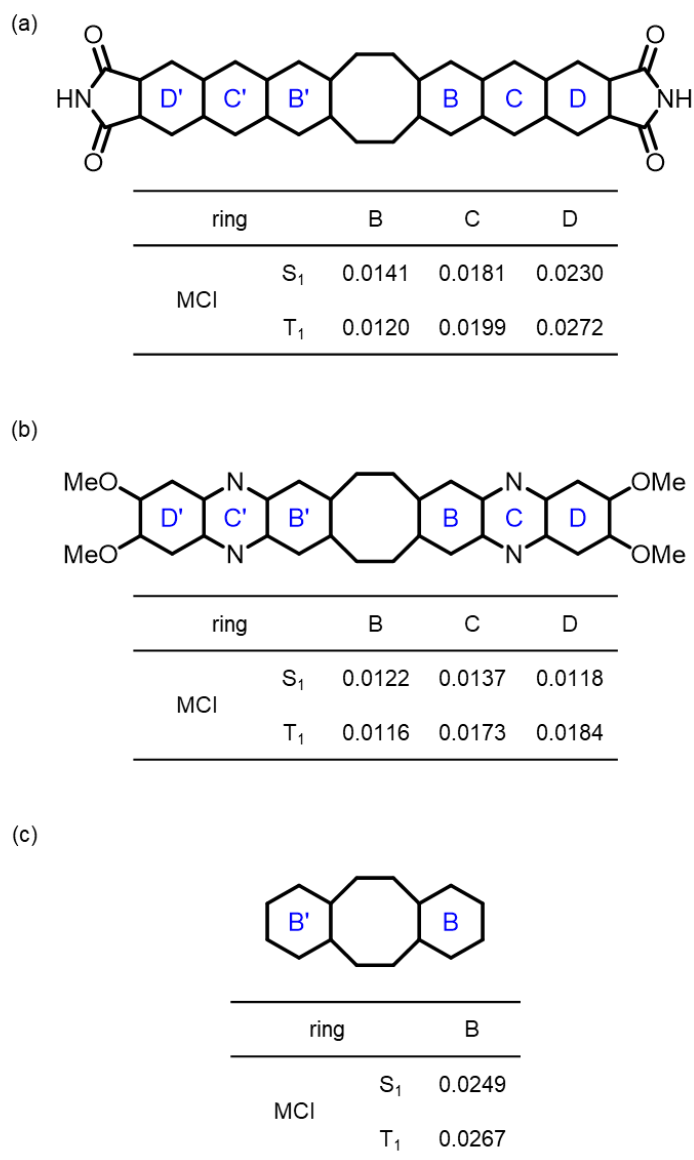 (a)
O O
HN D' C' B' B C D NH
O O
ring B C D
MCI S₁ 0.0141 0.0181 0.0230
T₁ 0.0120 0.0199 0.0272
(b)
MeO N N OMe
D' C' B' B C D
MeO N N OMe
ring B C D
MCI S₁ 0.0122 0.0137 0.0118
T₁ 0.0116 0.0173 0.0184
(c)
B' B
ring B
MCI S₁ 0.0249
T₁ 0.0267